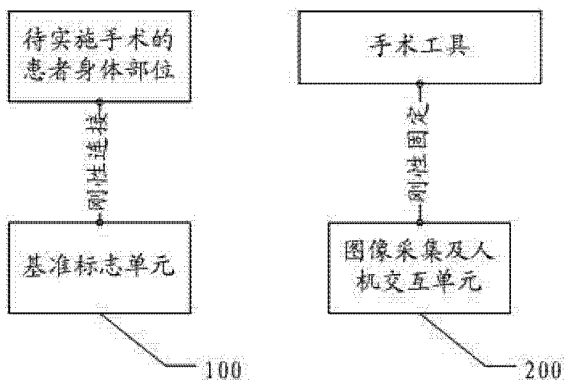 待实施手术的
患者身体部位
刚性连接
基准标志单元
100
手术工具
刚性固定
图像采集及人
机交互单元
200